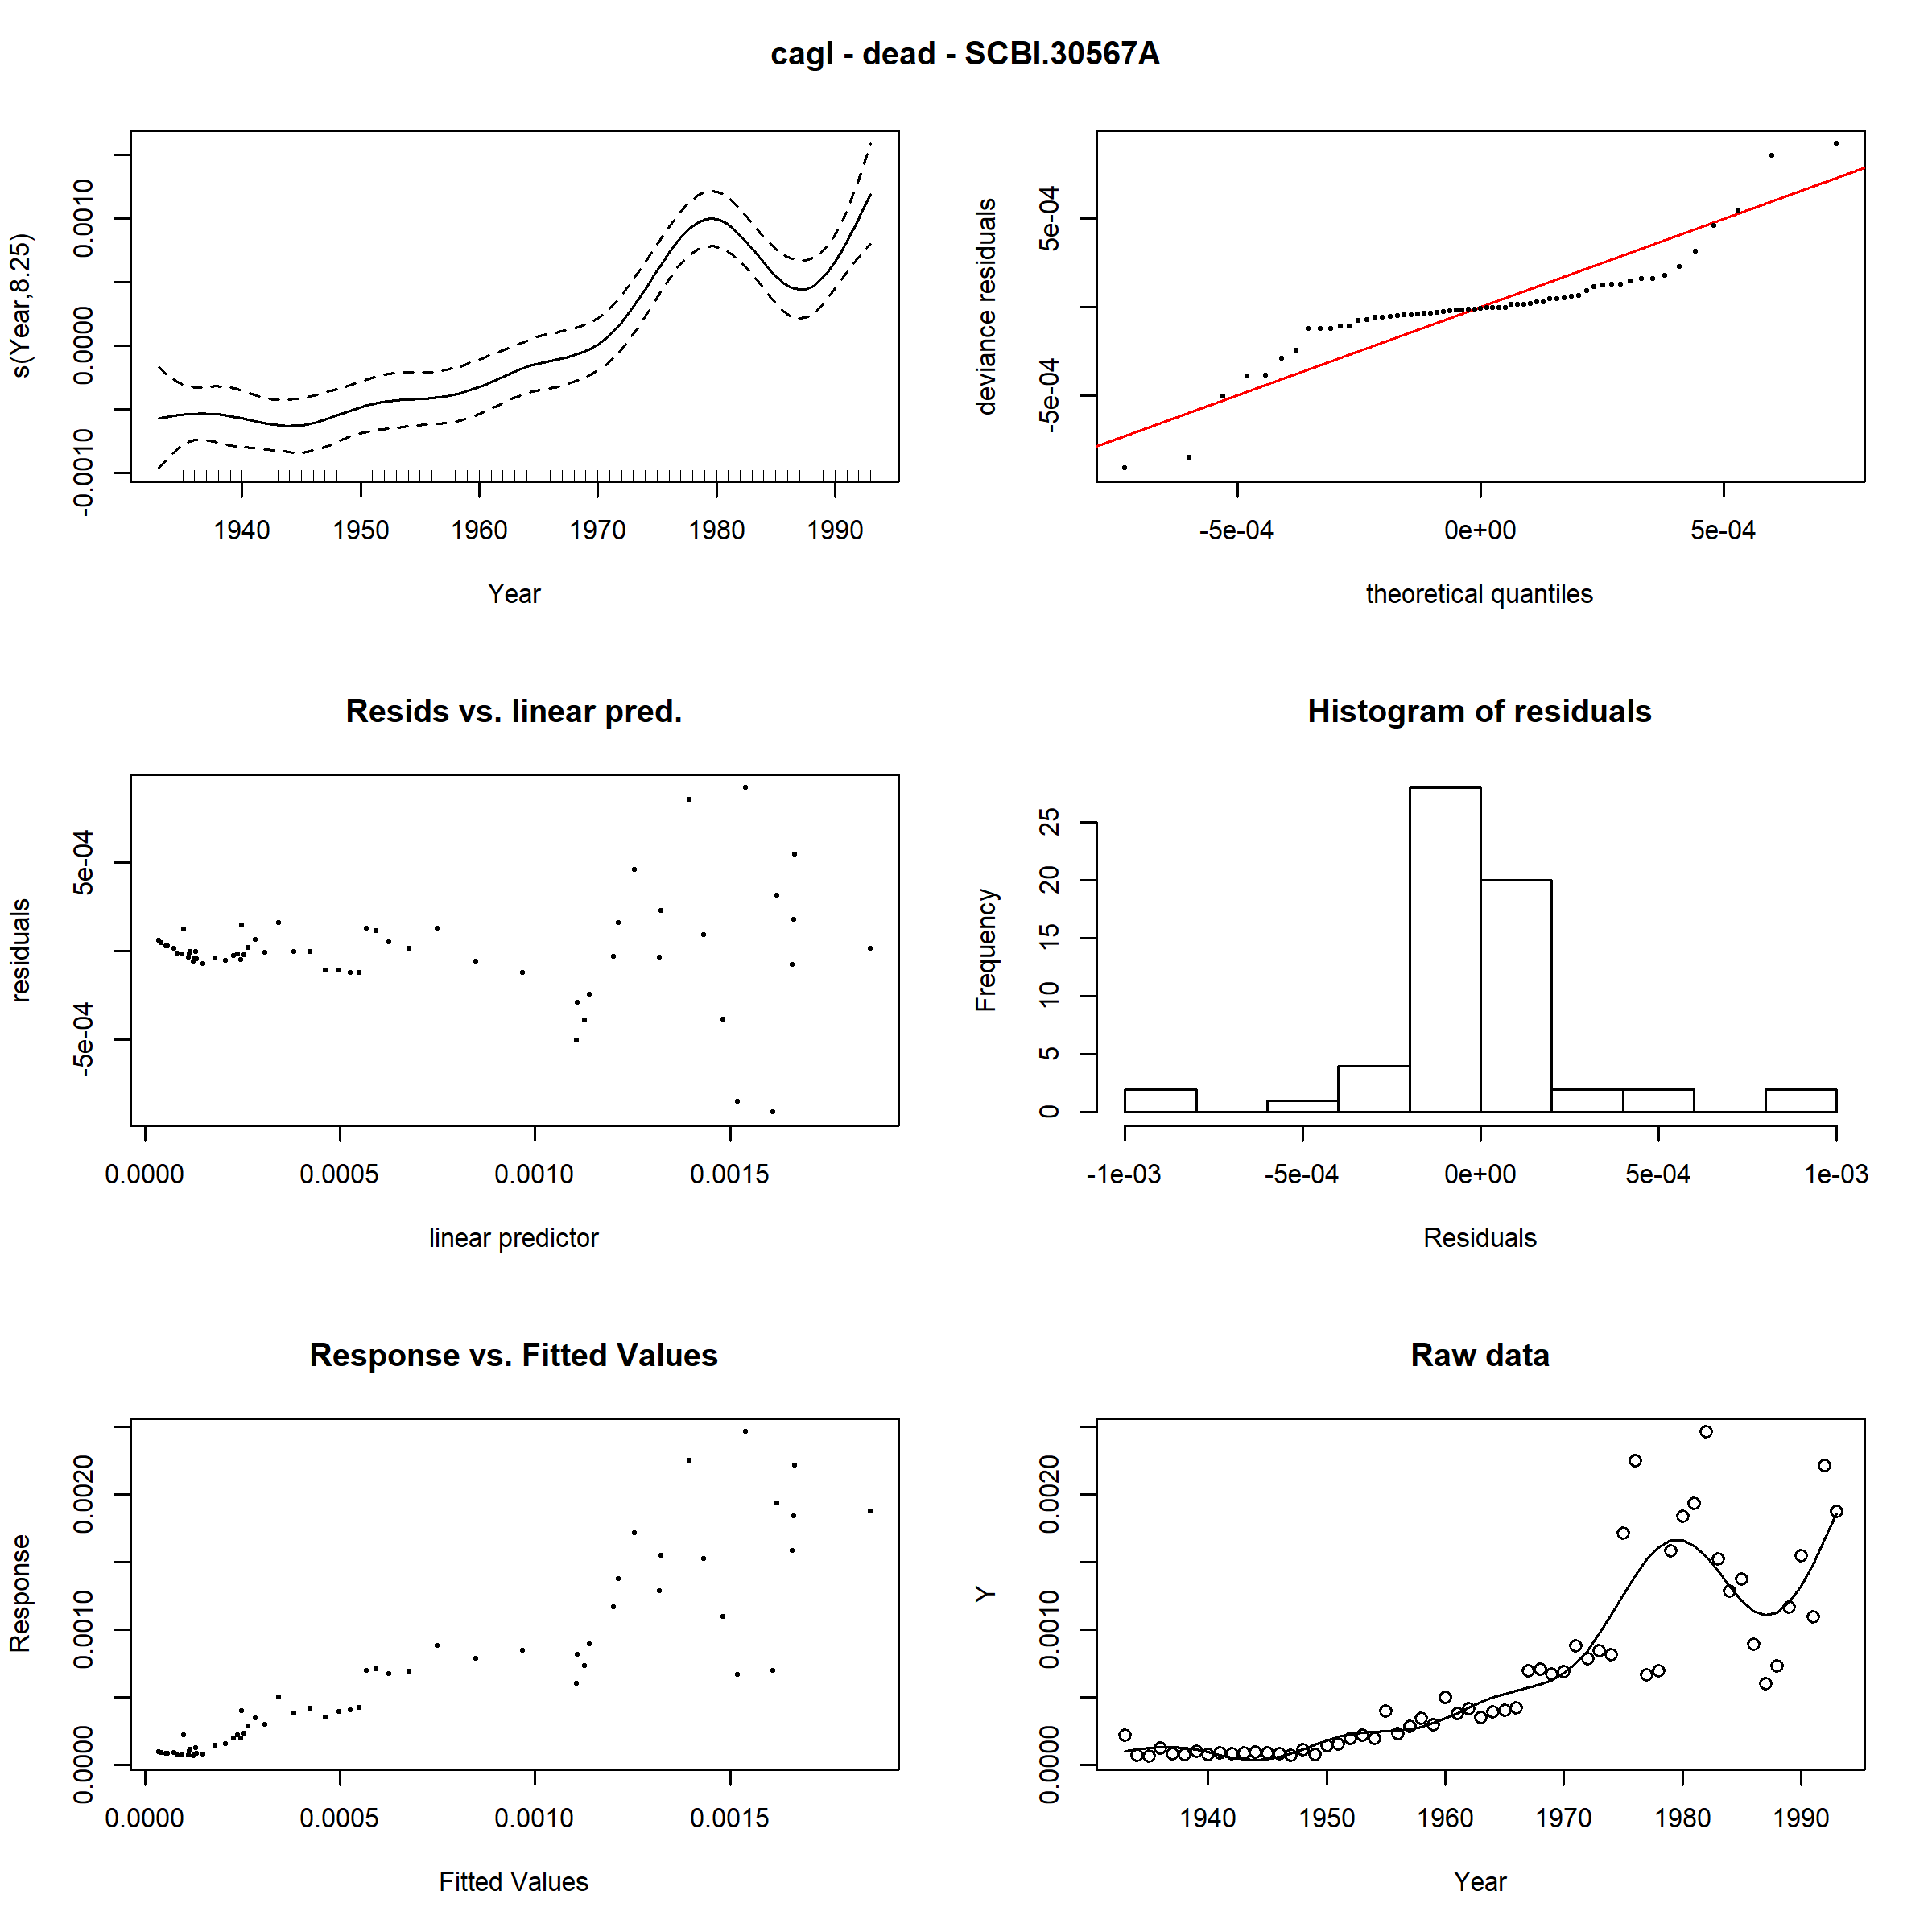 cagl - dead - SCBI.30567A
s(Year,8.25)
-0.0010 0.0000 0.0010
1940 1950 1960 1970 1980 1990
Year
deviance residuals
-5e-04 5e-04
-5e-04 0e+00 5e-04
theoretical quantiles
Resids vs. linear pred.
residuals
-5e-04 5e-04
0.0000 0.0005 0.0010 0.0015
linear predictor
Histogram of residuals
Frequency
0 5 10 15 20 25
-1e-03 -5e-04 0e+00 5e-04 1e-03
Residuals
Response vs. Fitted Values
Response
0.0000 0.0010 0.0020
0.0000 0.0005 0.0010 0.0015
Fitted Values
Raw data
Y
0.0000 0.0010 0.0020
1940 1950 1960 1970 1980 1990
Year